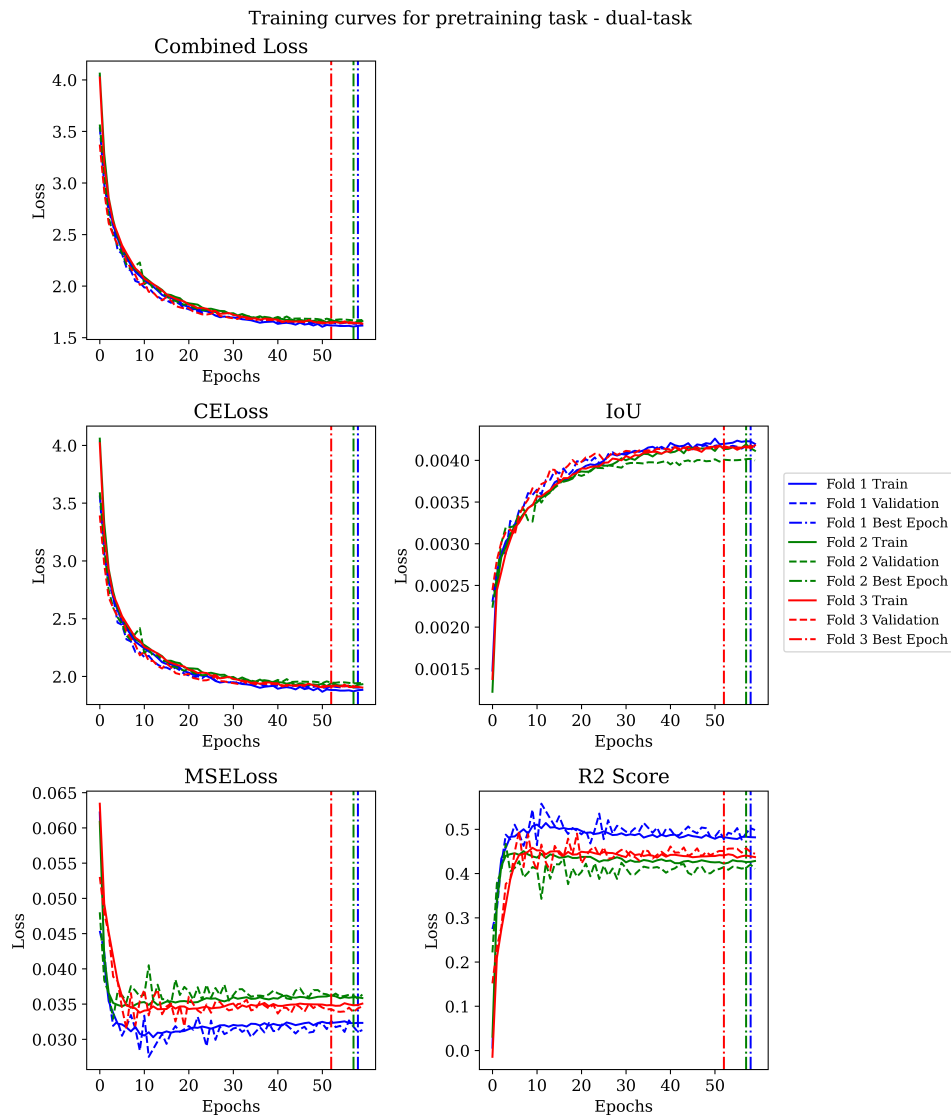 Training curves for pretraining task - dual-task
Combined Loss
4.0
3.5
3.0
2.5
2.0
1.5
Loss
0 10 20 30 40 50
Epochs
CELoss
4.0
3.5
3.0
2.5
2.0
Loss
0 10 20 30 40 50
Epochs
IoU
0.0040
0.0035
0.0030
0.0025
0.0020
0.0015
Loss
0 10 20 30 40 50
Epochs
Fold 1 Train
Fold 1 Validation
Fold 1 Best Epoch
Fold 2 Train
Fold 2 Validation
Fold 2 Best Epoch
Fold 3 Train
Fold 3 Validation
Fold 3 Best Epoch
MSELoss
0.065
0.060
0.055
0.050
0.045
0.040
0.035
0.030
Loss
0 10 20 30 40 50
Epochs
R2 Score
0.5
0.4
0.3
0.2
0.1
0.0
Loss
0 10 20 30 40 50
Epochs